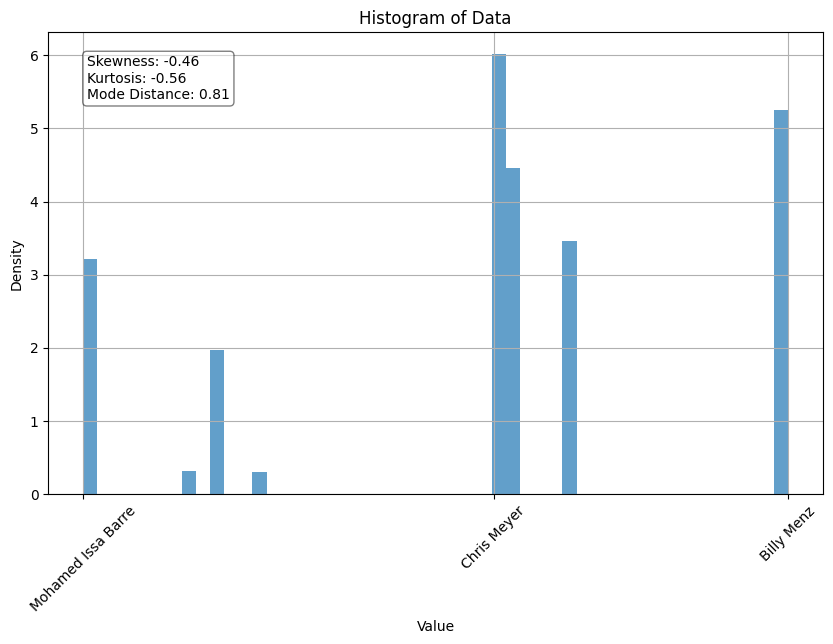 Histogram of Data
Skewness: -0.46
Kurtosis: -0.56
Mode Distance: 0.81
6
5
4
3
2
1
0
Density
Mohamed Issa Barre
Chris Meyer
Billy Menz
Value